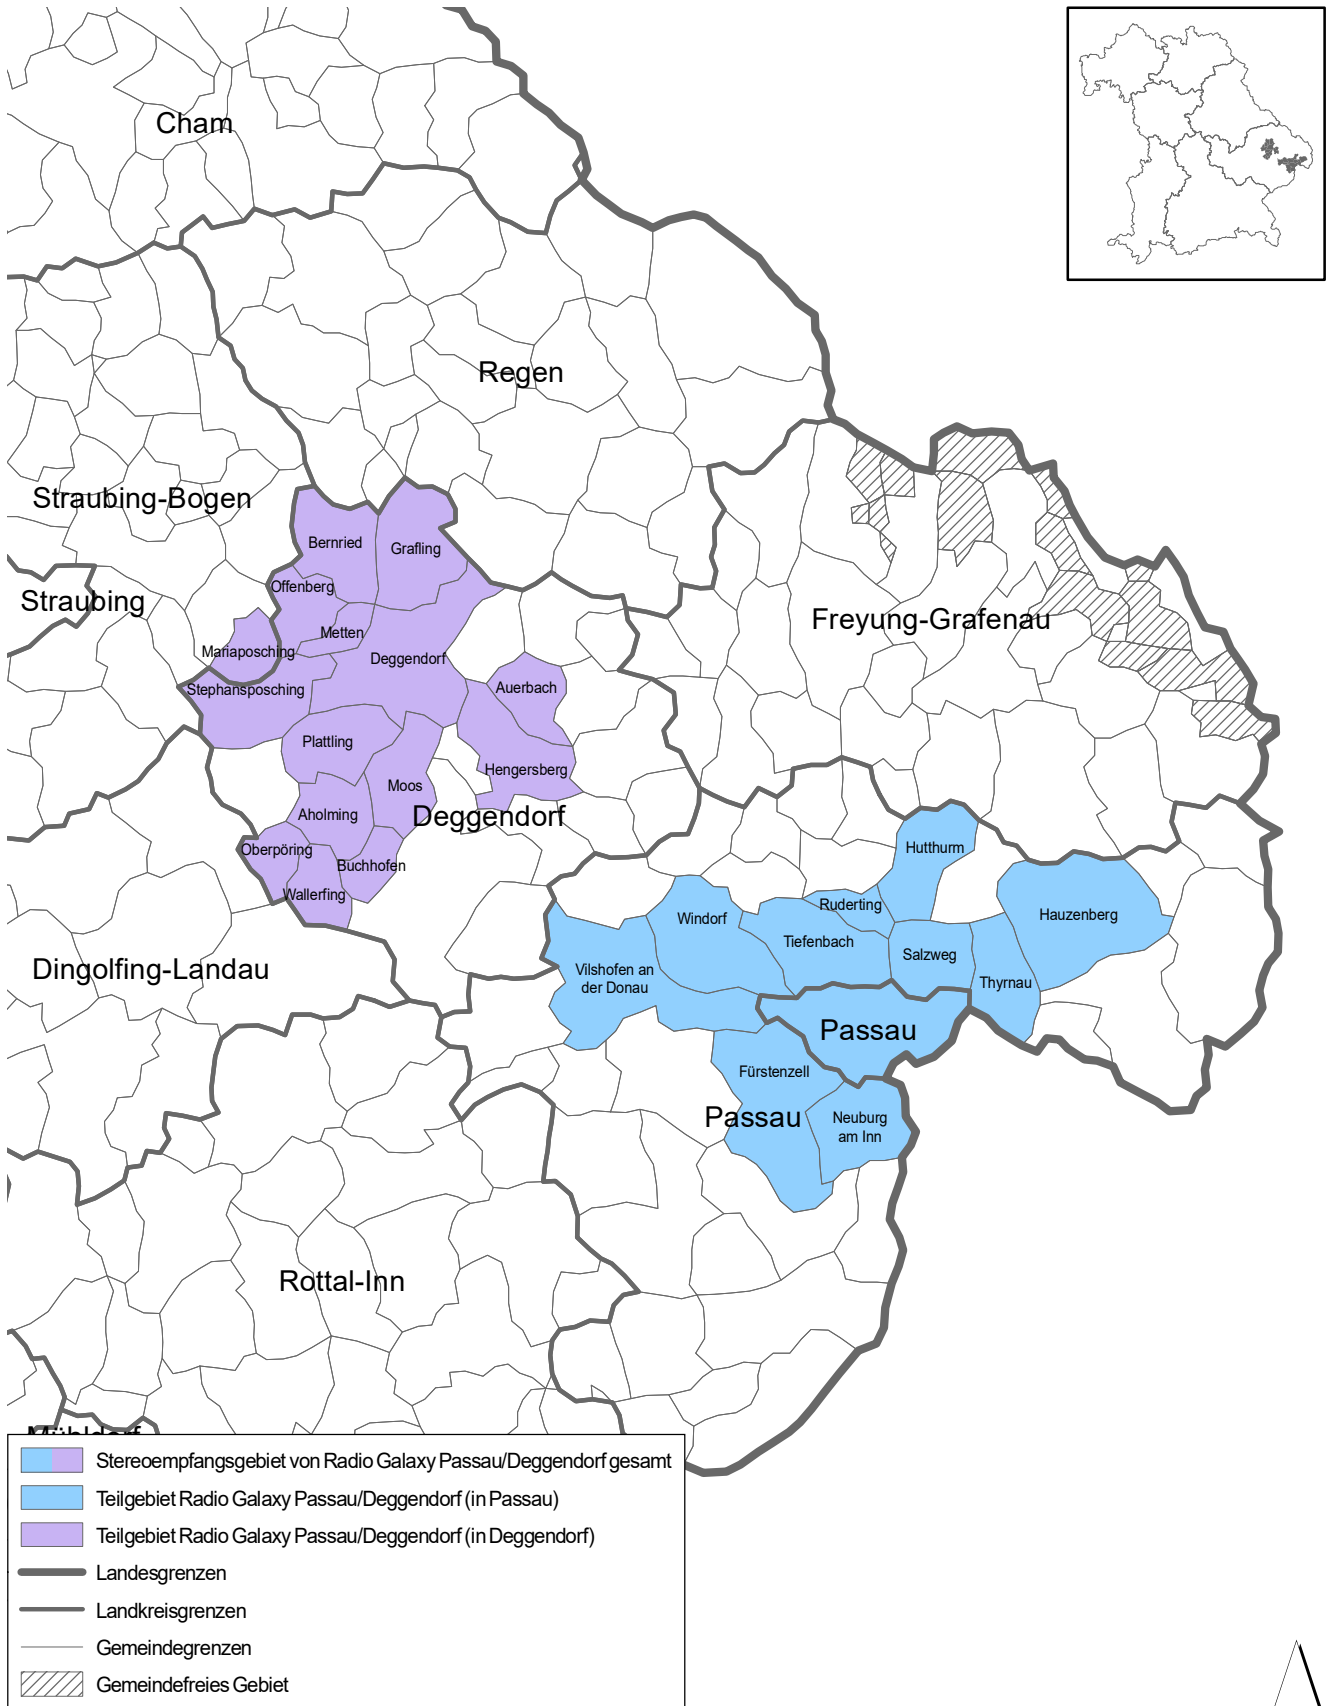 Cham
Regen
Straubing-Bogen
Bernried
Grafling
Offenberg
Straubing
Freyung-Grafenau
Metten
Mariaposching
Deggendorf
Stephansposching
Auerbach
Plattling
Hengersberg
Moos
Aholming
Deggendorf
Oberpöring
Buchhofen
Wallerfing
Hutthurm
Ruderting
Windorf
Hauzenberg
Tiefenbach
Salzweg
Dingolfing-Landau
Vilshofen an
der Donau
Thyrnau
Passau
Fürstenzell
Passau
Neuburg
am Inn
Rottal-Inn
Mühldorf
Stereoempfangsgebiet von Radio Galaxy Passau/Deggendorf gesamt
Teilgebiet Radio Galaxy Passau/Deggendorf (in Passau)
Teilgebiet Radio Galaxy Passau/Deggendorf (in Deggendorf)
Landesgrenzen
Landkreisgrenzen
Gemeindegrenzen
Gemeindefreies Gebiet